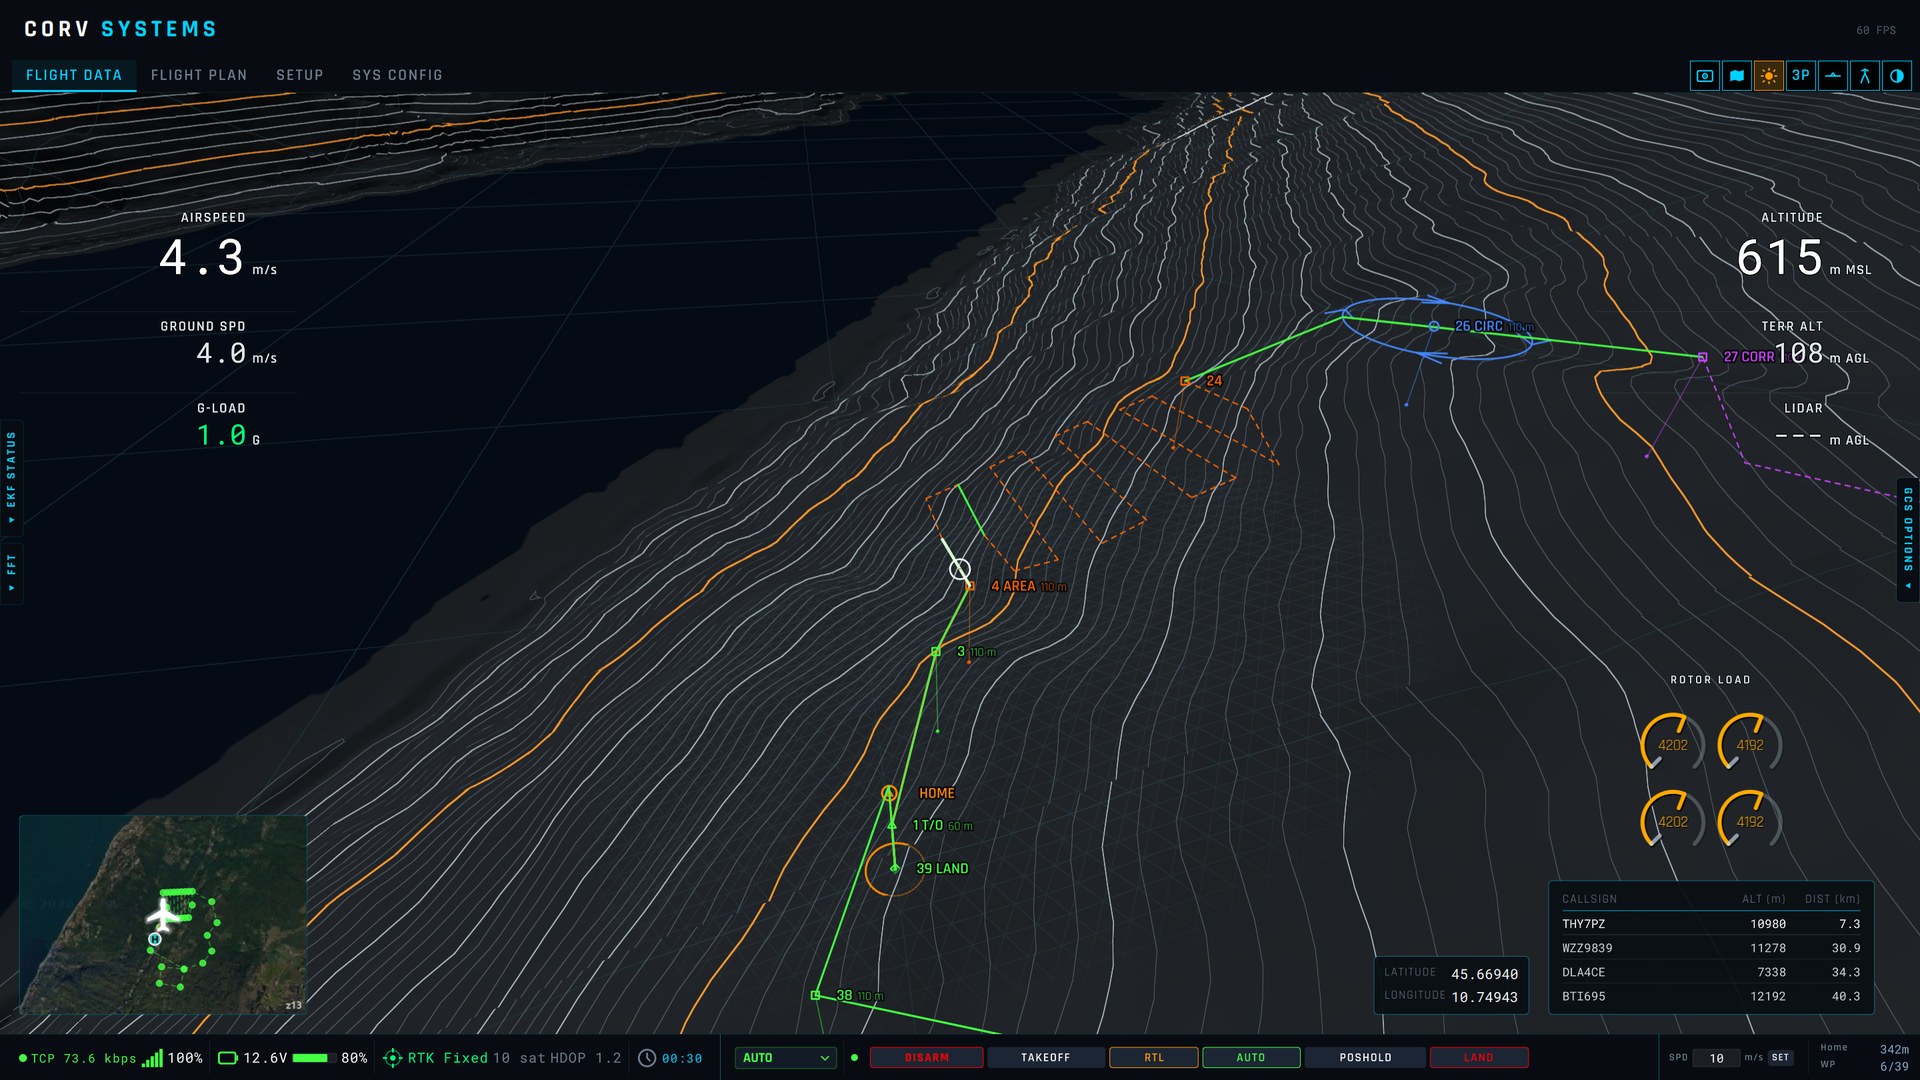 CORV SYSTEMS
60 FPS
FLIGHT DATA
FLIGHT PLAN
SETUP
SYS CONFIG
3P
AIRSPEED
4.3 m/s
GROUND SPD
4.0 m/s
G-LOAD
1.0 G
ALTITUDE
615 m MSL
TERR ALT
108 m AGL
LIDAR
--- m AGL
EKF STATUS
FFT
GCS OPTIONS
26 CIRC 110 m
27 CORR
24
4 AREA 110 m
3 110 m
HOME
1 T/O 60 m
39 LAND
38 110 m
ROTOR LOAD
4202 4192
4202 4192
H
z13
LATITUDE 45.66940
LONGITUDE 10.74943
CALLSIGN ALT (m) DIST (km)
THY7PZ 10980 7.3
WZZ9839 11278 30.9
DLA4CE 7338 34.3
BTI695 12192 40.3
TCP 73.6 kbps 100% 12.6V 80% RTK Fixed 10 sat HDOP 1.2 00:30
AUTO
DISARM
TAKEOFF
RTL
AUTO
POSHOLD
LAND
SPD 10 m/s SET
Home 342m
WP 6/39